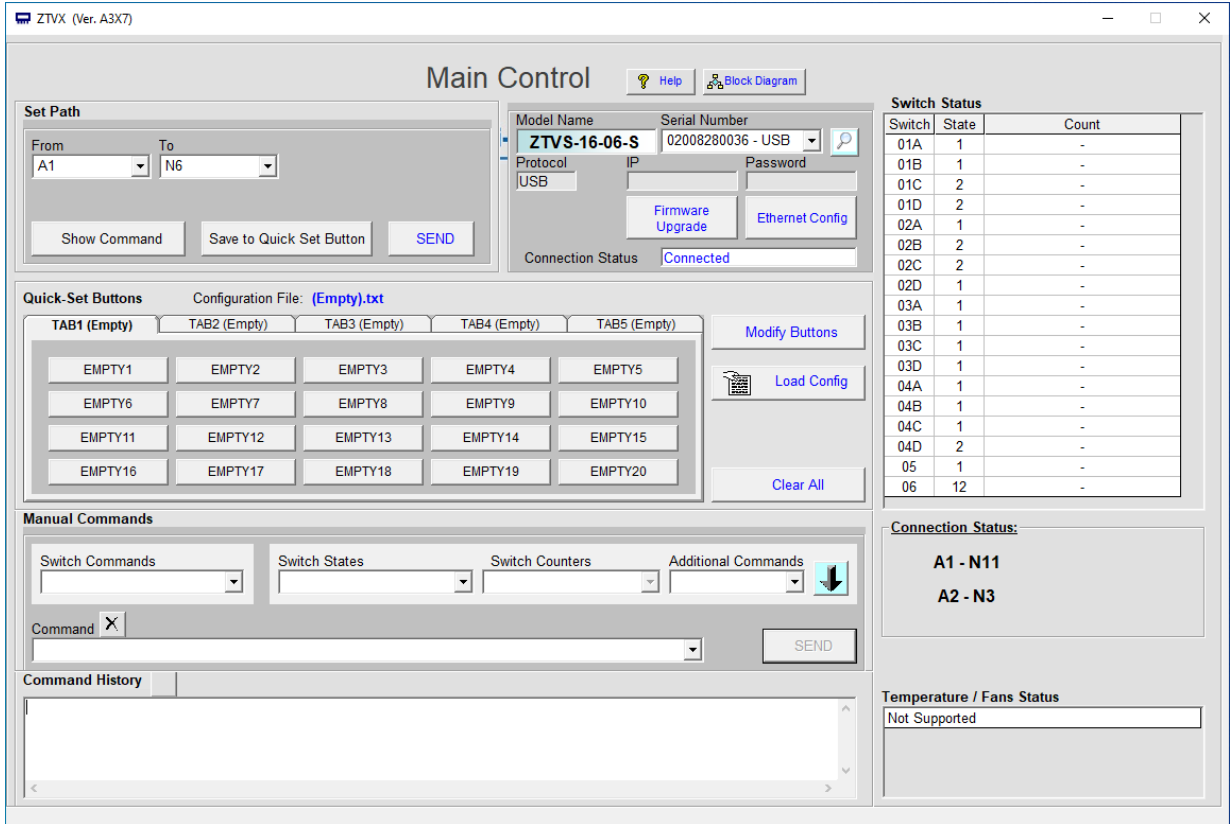 ZTVX (Ver. A3X7)
Main Control
Help
Block Diagram
Set Path
From To
A1 N6
Show Command Save to Quick Set Button SEND
Model Name Serial Number
ZTVS-16-06-S 02008280036 - USB
Protocol IP Password
USB
Firmware
Upgrade
Ethernet Config
Connection Status Connected
Switch Status
Switch State Count
01A 1 -
01B 1 -
01C 2 -
01D 2 -
02A 1 -
02B 2 -
02C 2 -
02D 1 -
03A 1 -
03B 1 -
03C 1 -
03D 1 -
04A 1 -
04B 1 -
04C 1 -
04D 2 -
05 1 -
06 12 -
Quick-Set Buttons Configuration File: (Empty).txt
TAB1 (Empty) TAB2 (Empty) TAB3 (Empty) TAB4 (Empty) TAB5 (Empty)
EMPTY1 EMPTY2 EMPTY3 EMPTY4 EMPTY5
EMPTY6 EMPTY7 EMPTY8 EMPTY9 EMPTY10
EMPTY11 EMPTY12 EMPTY13 EMPTY14 EMPTY15
EMPTY16 EMPTY17 EMPTY18 EMPTY19 EMPTY20
Modify Buttons
Load Config
Clear All
Manual Commands
Switch Commands Switch States Switch Counters Additional Commands
Command X
SEND
Command History
Connection Status:
A1 - N11
A2 - N3
Temperature / Fans Status
Not Supported